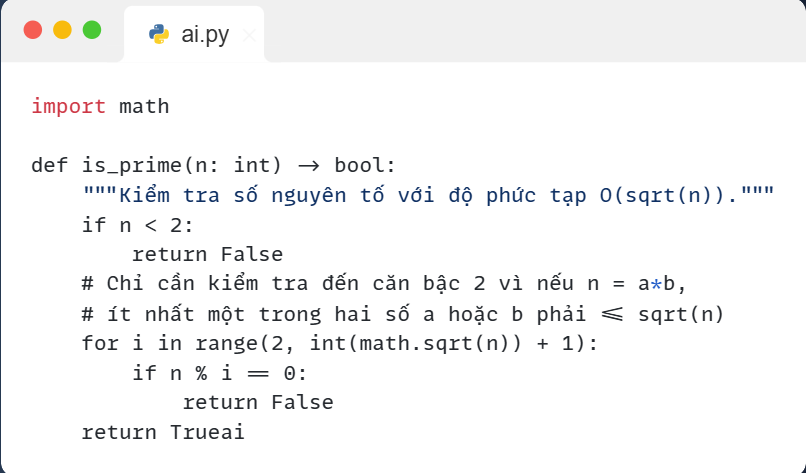 ai.py
import math
def is_prime(n: int) -> bool:
    """Kiểm tra số nguyên tố với độ phức tạp O(sqrt(n))."""
    if n < 2:
        return False
    # Chỉ cần kiểm tra đến căn bậc 2 vì nếu n = a*b,
    # ít nhất một trong hai số a hoặc b phải <= sqrt(n)
    for i in range(2, int(math.sqrt(n)) + 1):
        if n % i == 0:
            return False
    return Trueai